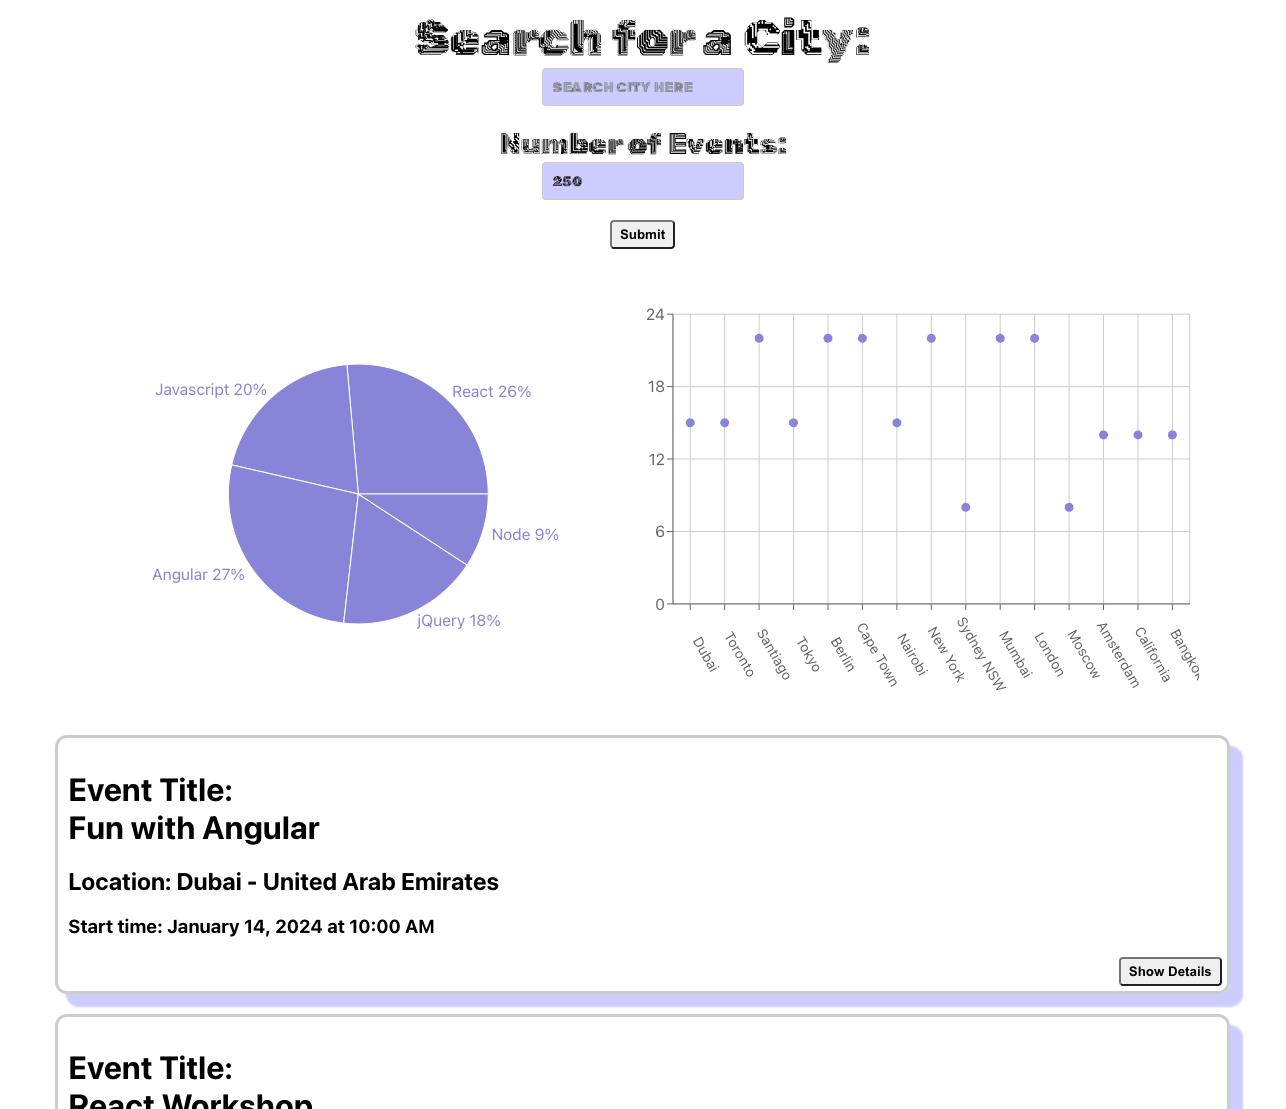 Search for a City:
SEARCH CITY HERE
Number of Events:
250
Submit
Javascript 20%
React 26%
Node 9%
Angular 27%
jQuery 18%
24
18
12
6
0
Dubai
Toronto
Santiago
Tokyo
Berlin
Cape Town
Nairobi
New York
Sydney NSW
Mumbai
London
Moscow
Amsterdam
California
Bangkok
Event Title:
Fun with Angular
Location: Dubai - United Arab Emirates
Start time: January 14, 2024 at 10:00 AM
Show Details
Event Title:
React Workshop